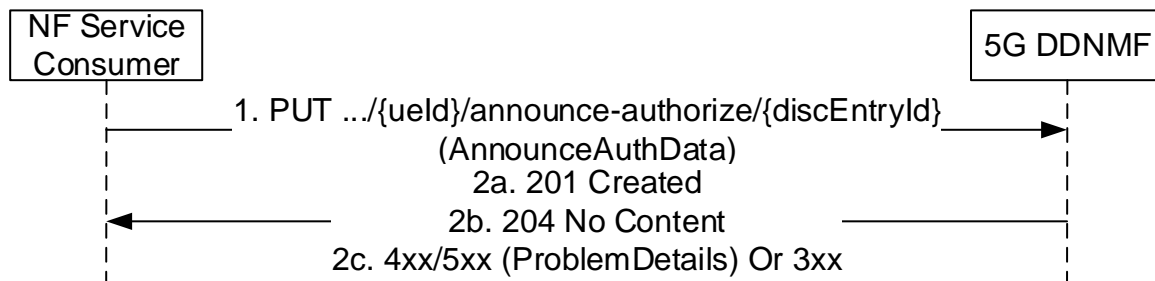 NF Service
Consumer
5G DDNMF
1. PUT .../{ueId}/announce-authorize/{discEntryId}
(AnnounceAuthData)
2a. 201 Created
2b. 204 No Content
2c. 4xx/5xx (ProblemDetails) Or 3xx